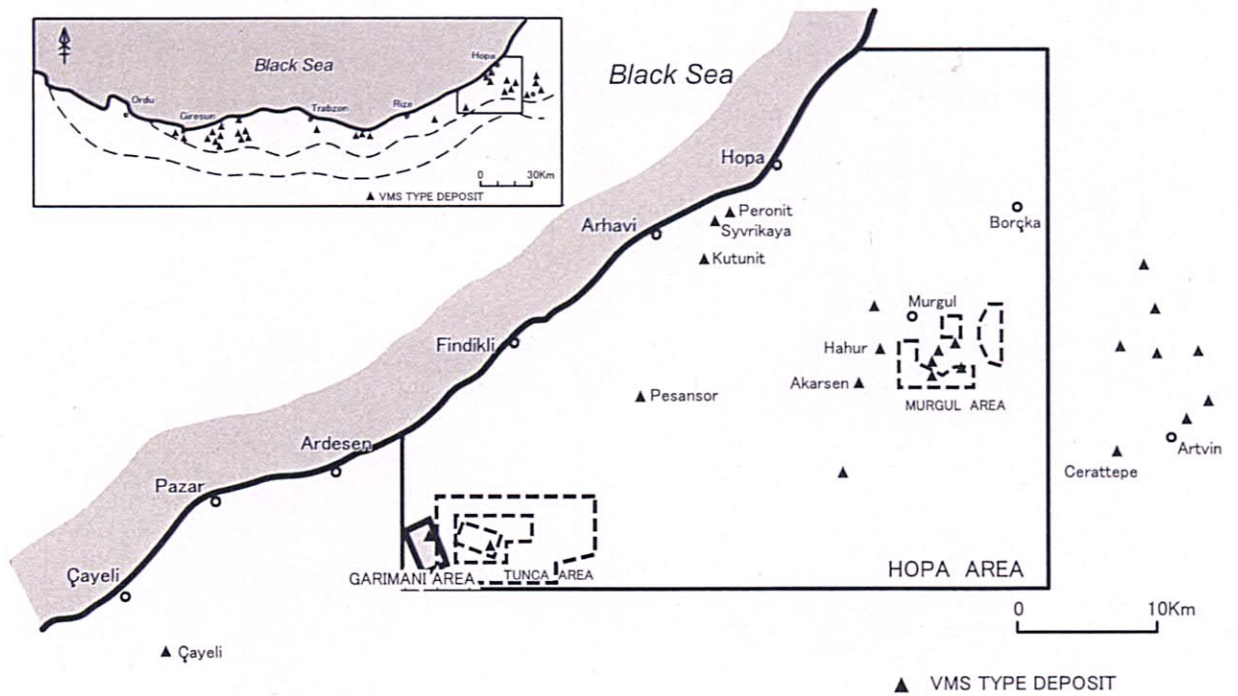 Black Sea
Hopa
Ordu
Giresun
Trabzon
Rize
0 30Km
▲ VMS TYPE DEPOSIT
Black Sea
Hopa
Peronit
Syvrikaya
Arhavi
Kutunit
Borçka
Murgul
Findikli
Hahur
Akarsen
Pesansor
MURGUL AREA
Ardesen
Artvin
Cerattepe
Pazar
Çayeli
GARIMANI AREA
TUNCA AREA
HOPA AREA
0 10Km
Çayeli
▲ VMS TYPE DEPOSIT